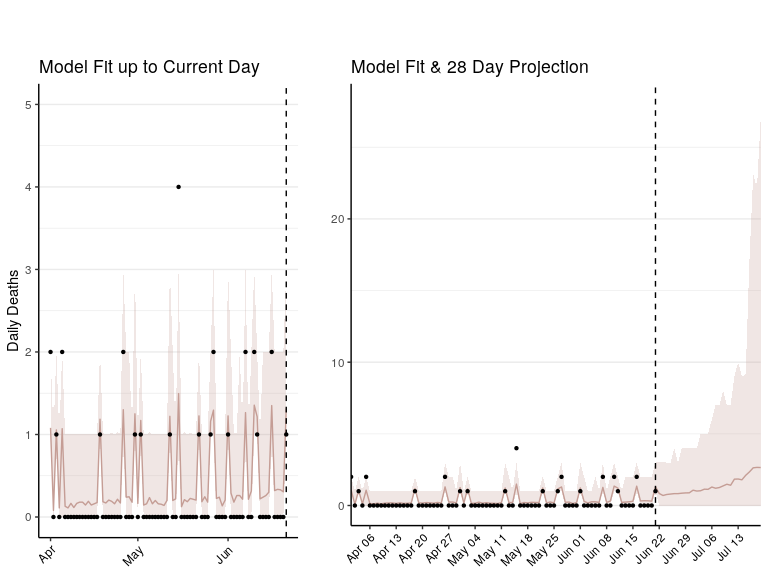 Model Fit up to Current Day
Model Fit & 28 Day Projection
Daily Deaths
5
4
3
2
1
0
Apr
May
Jun
20
10
0
Apr 06
Apr 13
Apr 20
Apr 27
May 04
May 11
May 18
May 25
Jun 01
Jun 08
Jun 15
Jun 22
Jun 29
Jul 06
Jul 13